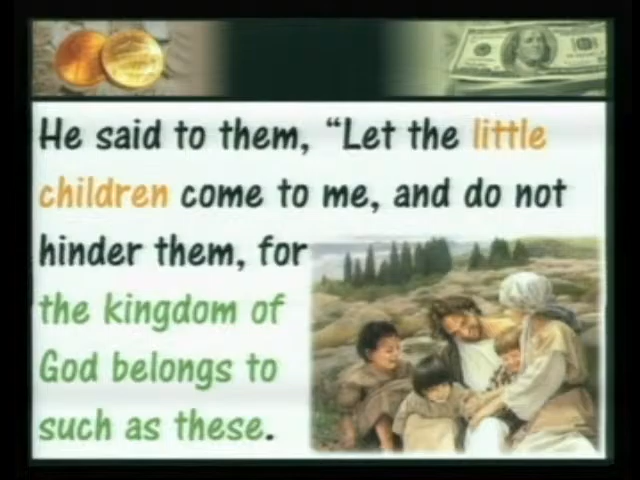 He said to them, “Let the little
children come to me, and do not
hinder them, for
the kingdom of
God belongs to
such as these.